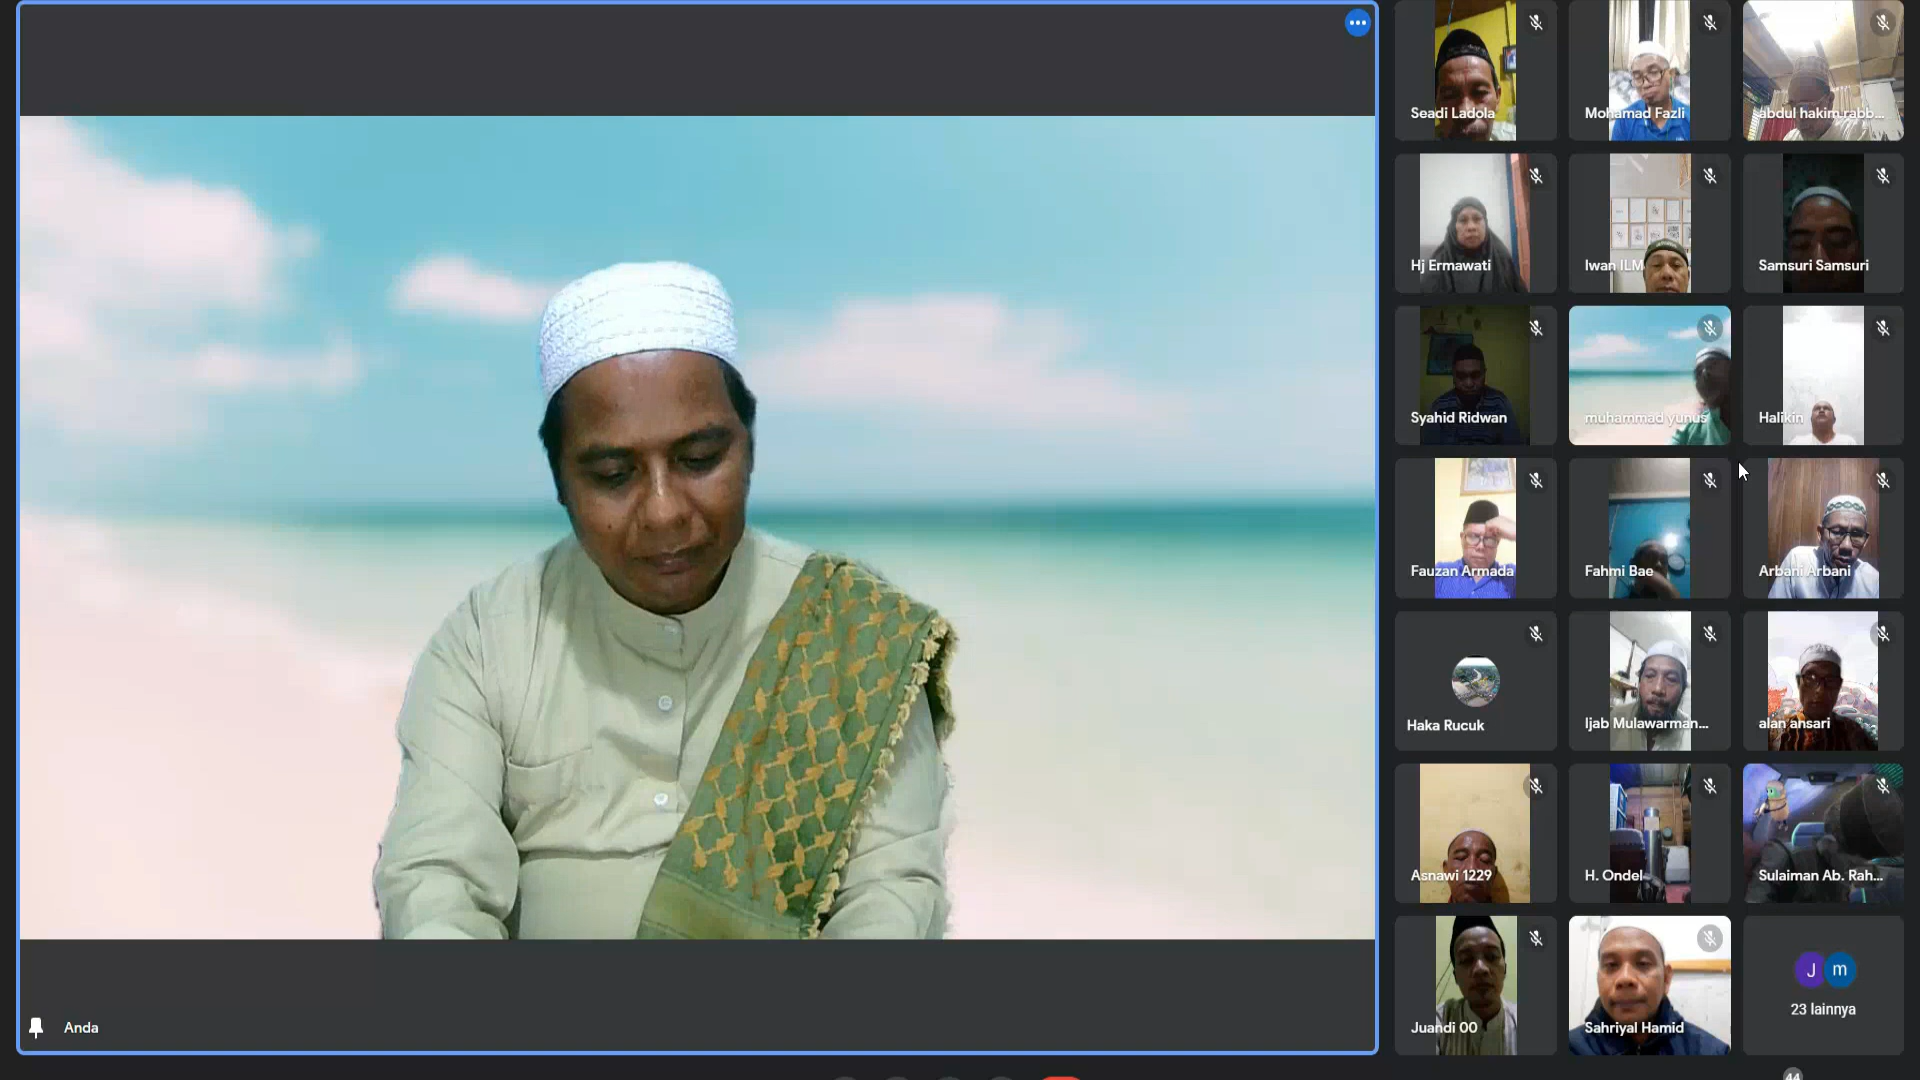 Seadi Ladola
Mohamad Fazli
abdul hakim rabb...
Hj Ermawati
Iwan ILM
Samsuri Samsuri
Syahid Ridwan
muhammad yunus
Halikin
Fauzan Armada
Fahmi Bae
Arbani Arbani
Haka Rucuk
Ijab Mulawarman...
alan ansari
Asnawi 1229
H. Ondel
Sulaiman Ab. Rah...
Juandi 00
Sahriyal Hamid
J m
23 lainnya
Anda
44